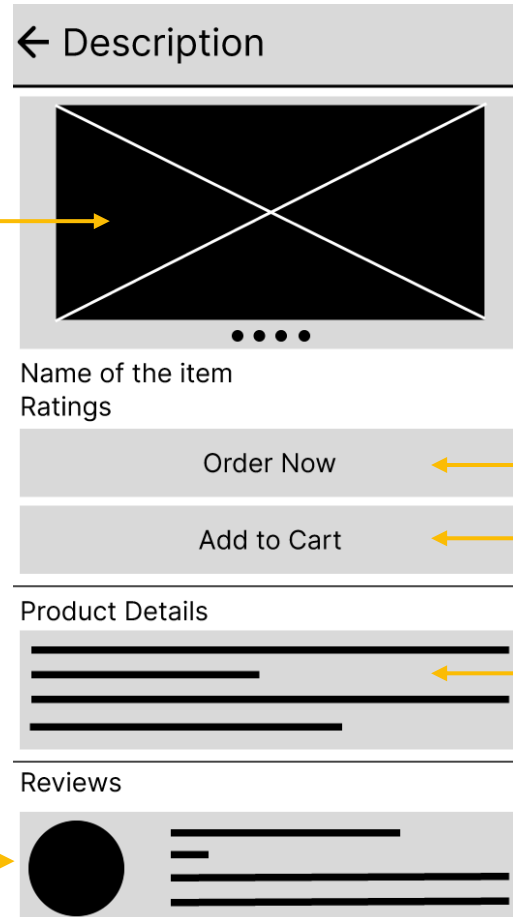 Description
Name of the item
Ratings
Order Now
Add to Cart
Product Details
Reviews